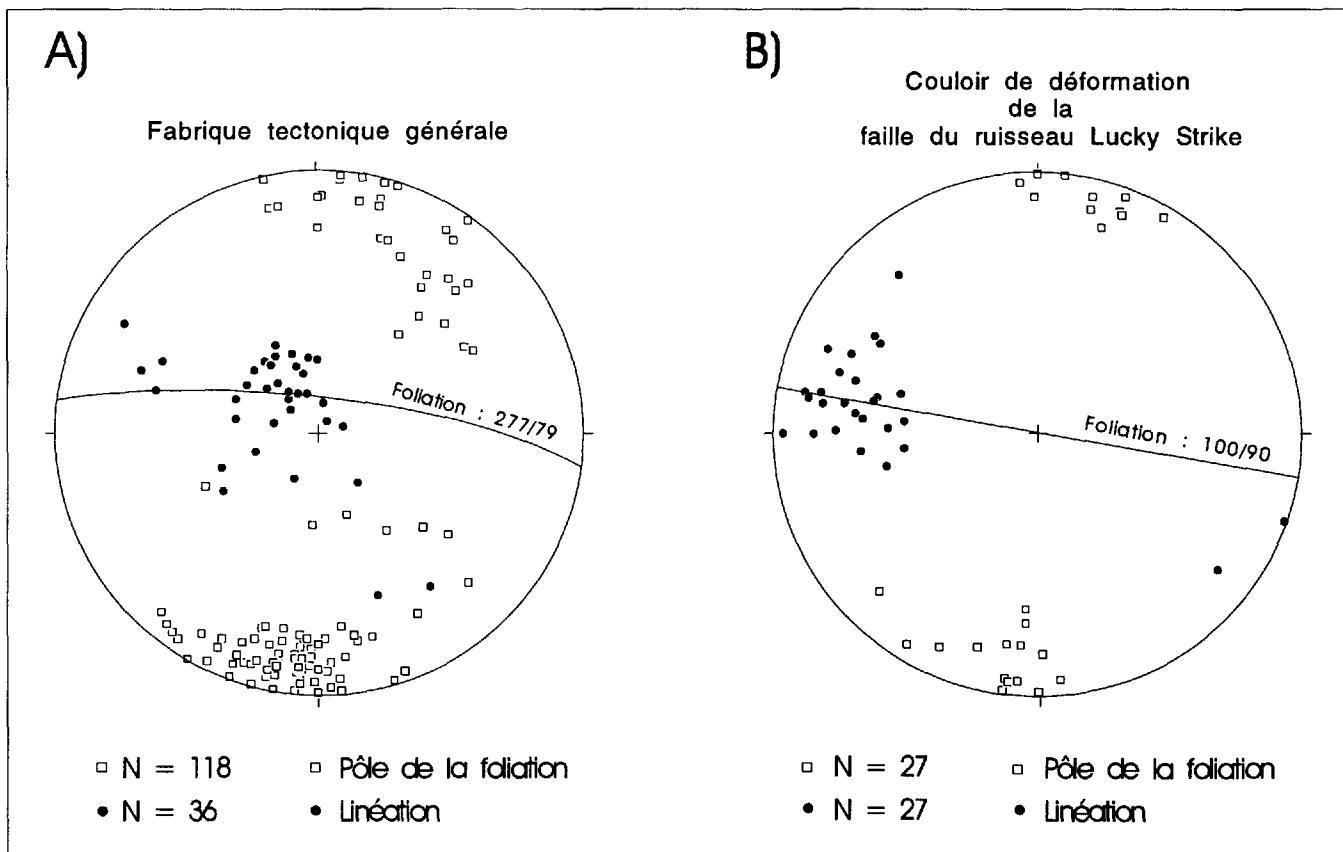 A)
Fabrique tectonique générale
Foliation : 277/79
□ N = 118
□ Pôle de la foliation
● N = 36
● Linéation
B)
Couloir de déformation
de la
faille du ruisseau Lucky Strike
Foliation : 100/90
□ N = 27
□ Pôle de la foliation
● N = 27
● Linéation